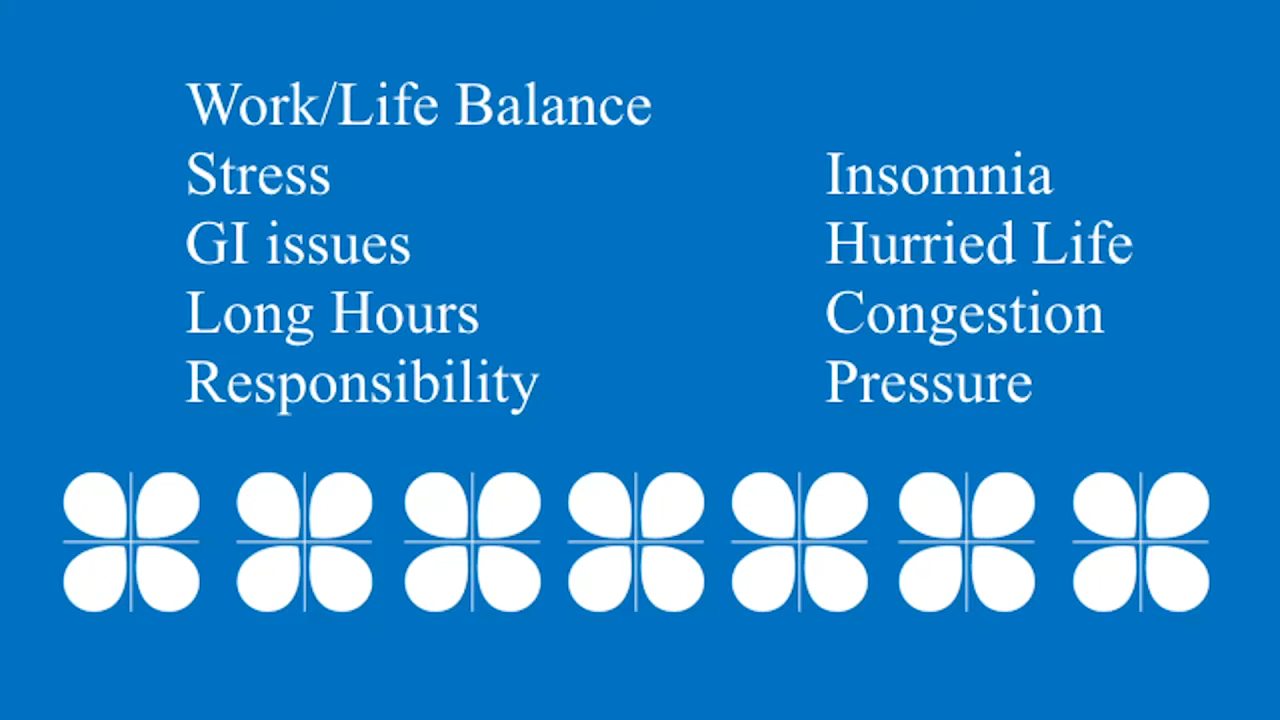 Work/Life Balance
Stress
GI issues
Long Hours
Responsibility
Insomnia
Hurried Life
Congestion
Pressure